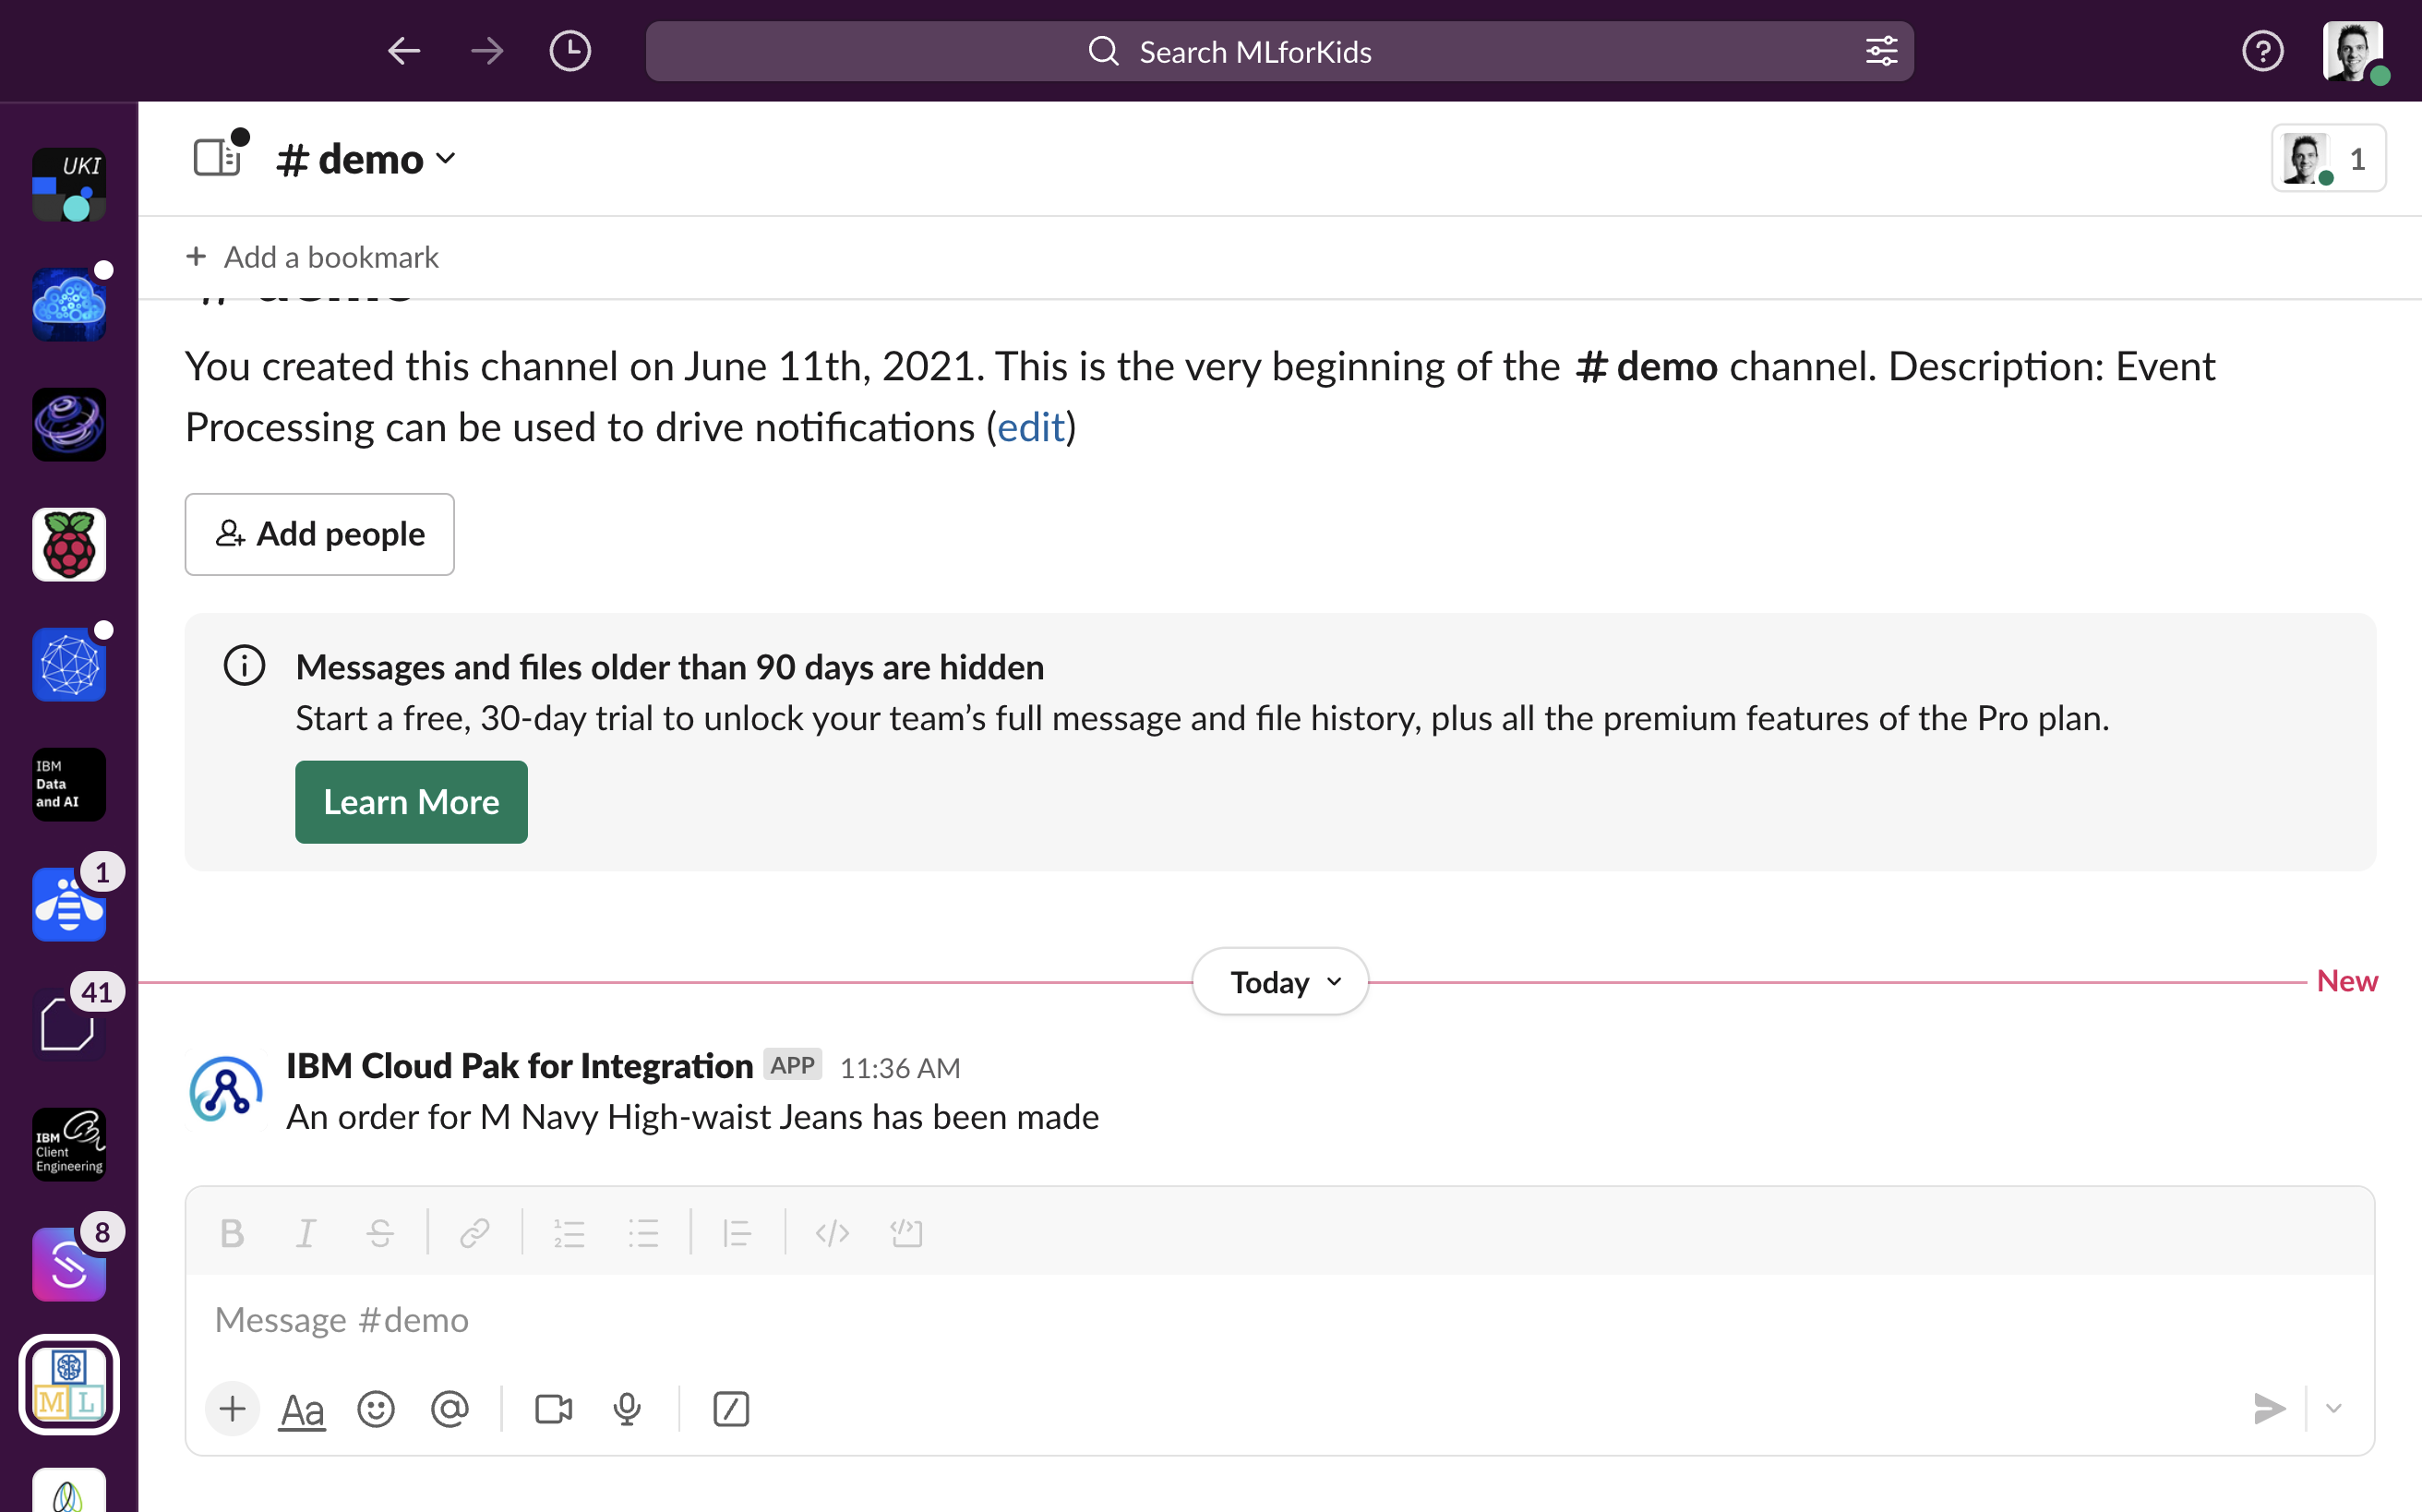 Search MLforKids
UKI
# demo
1
+ Add a bookmark
# demo
You created this channel on June 11th, 2021. This is the very beginning of the # demo channel. Description: Event
Processing can be used to drive notifications (edit)
Add people
Messages and files older than 90 days are hidden
Start a free, 30-day trial to unlock your team’s full message and file history, plus all the premium features of the Pro plan.
Learn More
IBM
Data
and AI
1
41
Today
New
IBM Cloud Pak for Integration APP 11:36 AM
An order for M Navy High-waist Jeans has been made
IBM
Client
Engineering
8
Message #demo
M L
Aa